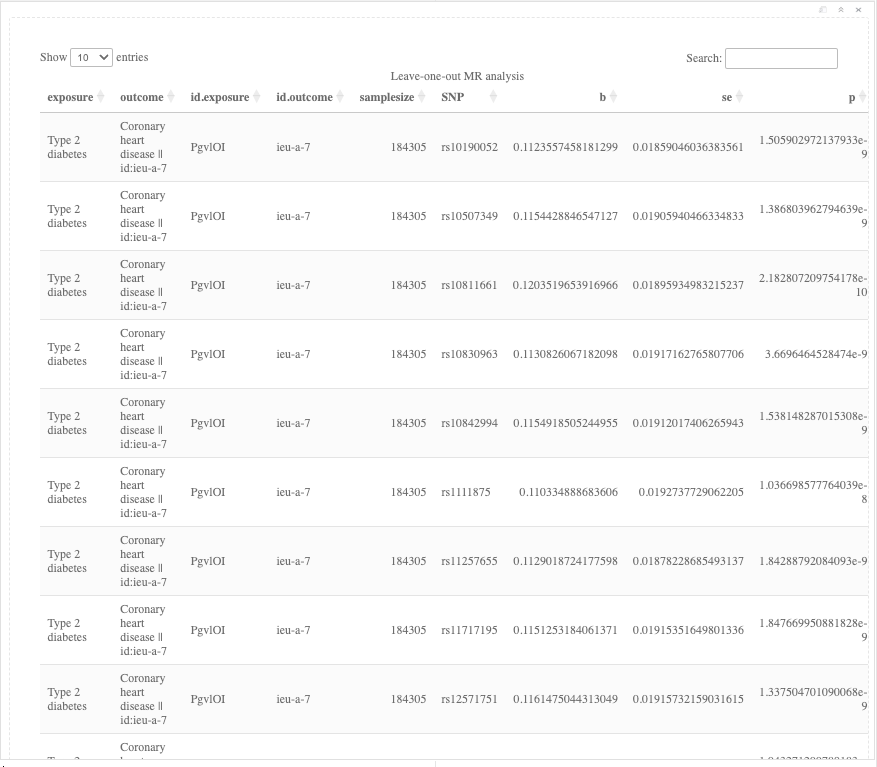 Show 10 entries Search:
Leave-one-out MR analysis
exposure outcome id.exposure id.outcome samplesize SNP b se p
Type 2 diabetes Coronary heart disease || id:ieu-a-7 PgvlOI ieu-a-7 184305 rs10190052 0.1123557458181299 0.01859046036383561 1.505902972137933e-9
Type 2 diabetes Coronary heart disease || id:ieu-a-7 PgvlOI ieu-a-7 184305 rs10507349 0.1154428846547127 0.01905940466334833 1.386803962794639e-9
Type 2 diabetes Coronary heart disease || id:ieu-a-7 PgvlOI ieu-a-7 184305 rs10811661 0.1203519653916966 0.01895934983215237 2.182807209754178e-10
Type 2 diabetes Coronary heart disease || id:ieu-a-7 PgvlOI ieu-a-7 184305 rs10830963 0.1130826067182098 0.01917162765807706 3.6696464528474e-9
Type 2 diabetes Coronary heart disease || id:ieu-a-7 PgvlOI ieu-a-7 184305 rs10842994 0.1154918505244955 0.01912017406265943 1.538148287015308e-9
Type 2 diabetes Coronary heart disease || id:ieu-a-7 PgvlOI ieu-a-7 184305 rs1111875 0.110334888683606 0.0192737729062205 1.036698577764039e-8
Type 2 diabetes Coronary heart disease || id:ieu-a-7 PgvlOI ieu-a-7 184305 rs11257655 0.1129018724177598 0.01878228685493137 1.84288792084093e-9
Type 2 diabetes Coronary heart disease || id:ieu-a-7 PgvlOI ieu-a-7 184305 rs11717195 0.1151253184061371 0.01915351649801336 1.847669950881828e-9
Type 2 diabetes Coronary heart disease || id:ieu-a-7 PgvlOI ieu-a-7 184305 rs12571751 0.1161475044313049 0.01915732159031615 1.337504701090068e-9
Coronary